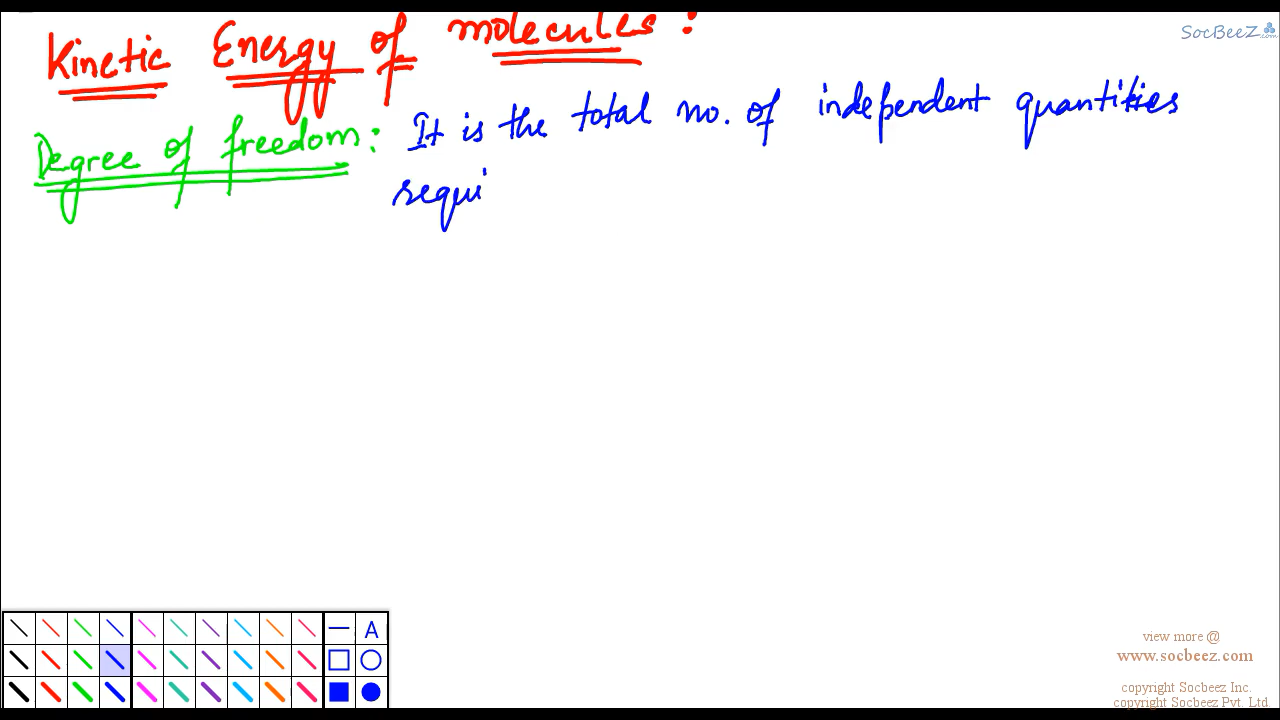 Kinetic Energy of molecules :
SocBeeZ.com
Degree of freedom : It is the total no. of independent quantities
requi
A
view more @
www.socbeez.com
copyright Socbeez Inc.
copyright Socbeez Pvt. Ltd.